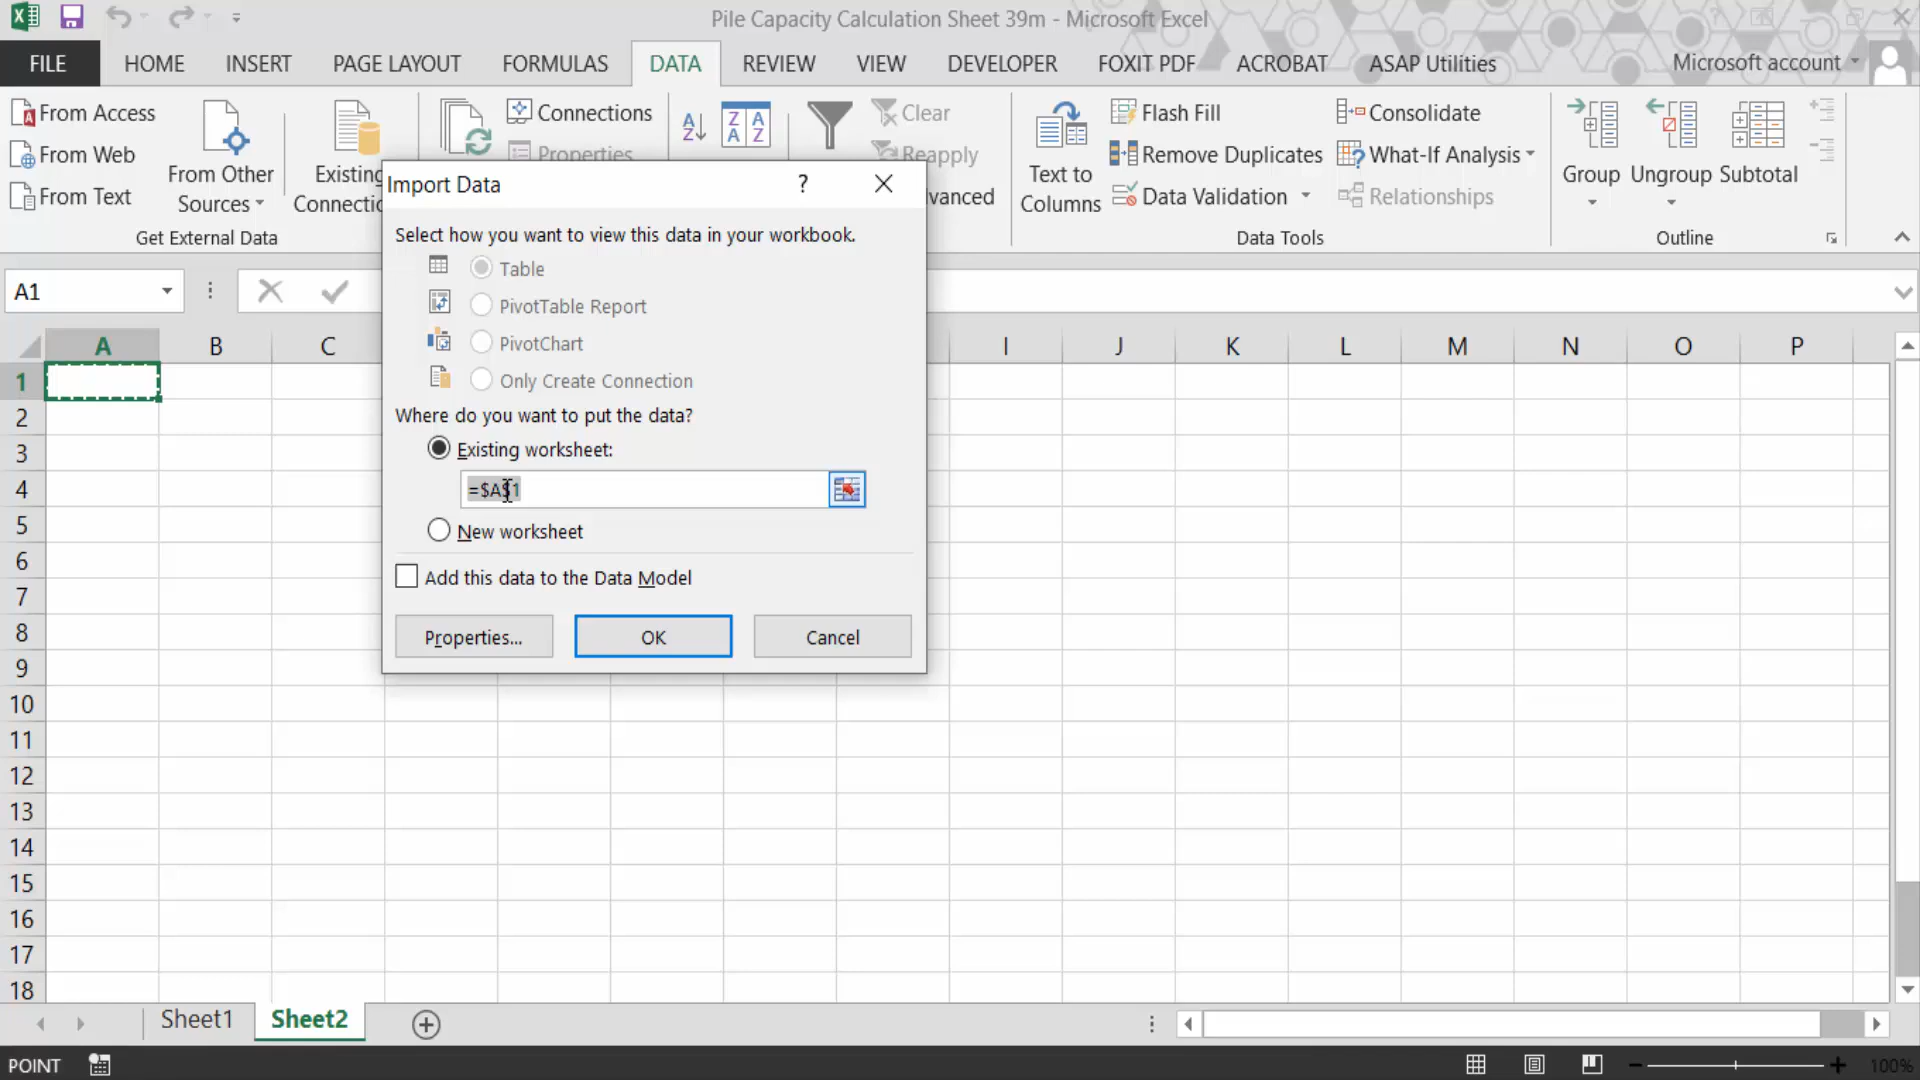 Pile Capacity Calculation Sheet 39m - Microsoft Excel
FILE HOME INSERT PAGE LAYOUT FORMULAS DATA REVIEW VIEW DEVELOPER FOXIT PDF ACROBAT ASAP Utilities Microsoft account
From Access
From Web
From Text
From Other
Sources
Existing
Connectio
Get External Data
Connections
Properties
Clear
Reapply
vanced
Text to
Columns
Flash Fill
Remove Duplicates
Data Validation
Consolidate
What-If Analysis
Relationships
Data Tools
Group Ungroup Subtotal
Outline
Import Data ?
Select how you want to view this data in your workbook.
Table
PivotTable Report
PivotChart
Only Create Connection
Where do you want to put the data?
Existing worksheet:
=$A$1
New worksheet
Add this data to the Data Model
Properties... OK Cancel
A1
A B C I J K L M N O P
1
2
3
4
5
6
7
8
9
10
11
12
13
14
15
16
17
18
Sheet1 Sheet2
POINT 100%